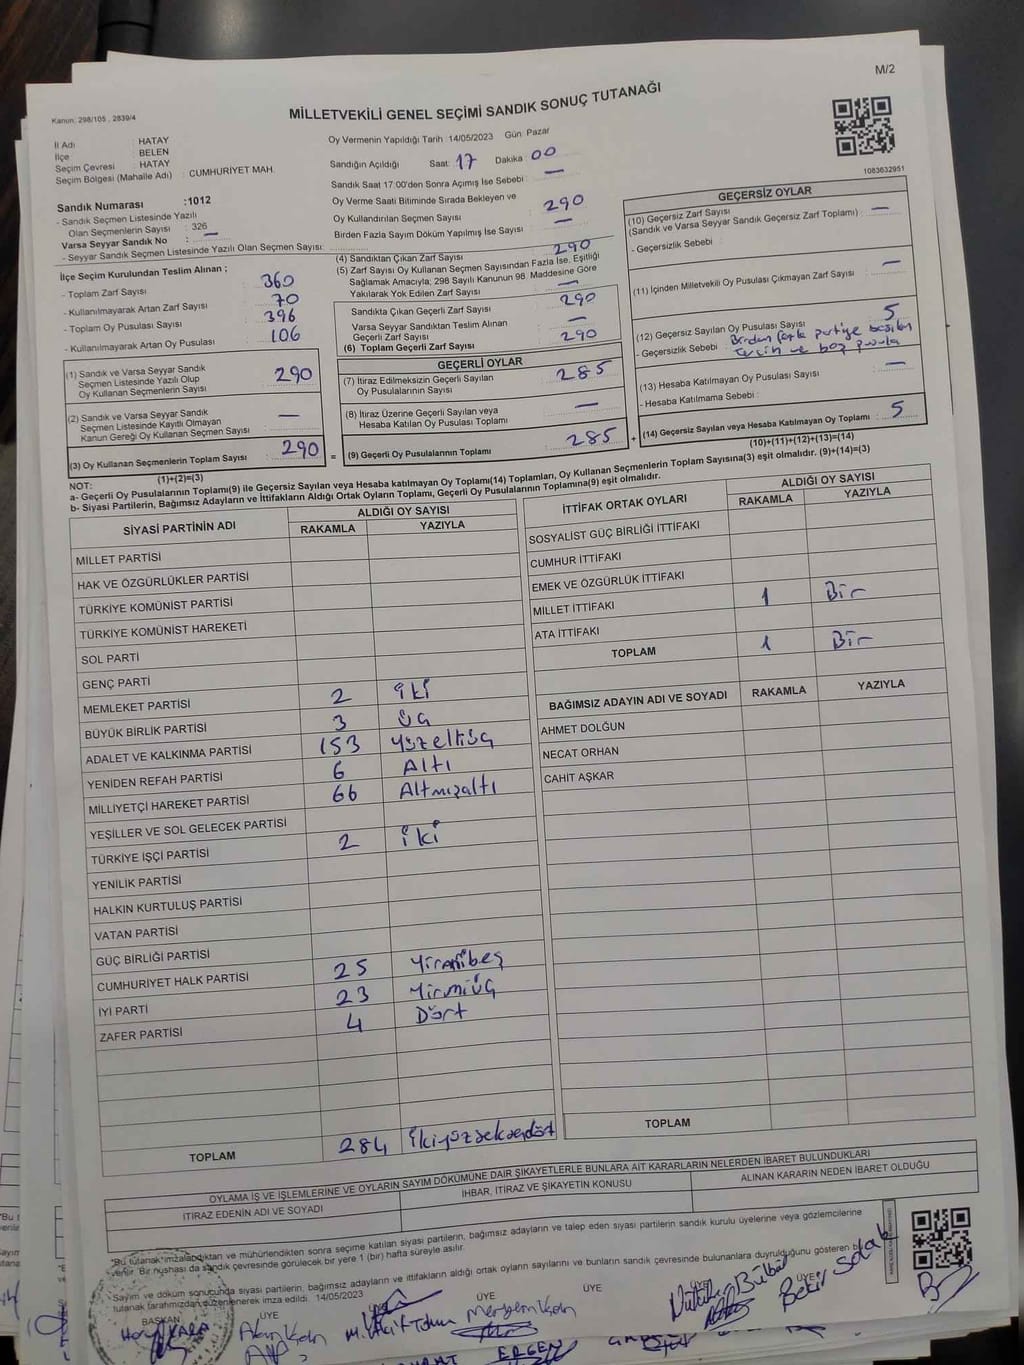 M/2
Kanun: 298/105 , 2839/4
MİLLETVEKİLİ GENEL SEÇİMİ SANDIK SONUÇ TUTANAĞI
İl Adı : HATAY
İlçe : BELEN
Seçim Çevresi : HATAY
Seçim Bölgesi (Mahalle Adı) : CUMHURİYET MAH.
Sandık Numarası :1012
- Sandık Seçmen Listesinde Yazılı
Olan Seçmenlerin Sayısı : 326
Varsa Seyyar Sandık No : —
- Seyyar Sandık Seçmen Listesinde Yazılı Olan Seçmen Sayısı:
İlçe Seçim Kurulundan Teslim Alınan ;
- Toplam Zarf Sayısı : 360
- Kullanılmayarak Artan Zarf Sayısı : 70
- Toplam Oy Pusulası Sayısı : 396
- Kullanılmayarak Artan Oy Pusulası : 106
(1) Sandık ve Varsa Seyyar Sandık
Seçmen Listesinde Yazılı Olup
Oy Kullanan Seçmenlerin Sayısı : 290
(2) Sandık ve Varsa Seyyar Sandık
Seçmen Listesinde Kayıtlı Olmayan
Kanun Gereği Oy Kullanan Seçmen Sayısı : —
(3) Oy Kullanan Seçmenlerin Toplam Sayısı 290 =
(1)+(2)=(3)
Oy Vermenin Yapıldığı Tarih :14/05/2023 Gün: Pazar
Sandığın Açıldığı Saat: 17 Dakika : 00
Sandık Saat 17:00'den Sonra Açımış İse Sebebi : —
Oy Verme Saati Bitiminde Sırada Bekleyen ve
Oy Kullandırılan Seçmen Sayısı : 290
Birden Fazla Sayım Döküm Yapılmış İse Sayısı : —
(4) Sandıktan Çıkan Zarf Sayısı : 290
(5) Zarf Sayısı Oy Kullanan Seçmen Sayısından Fazla İse, Eşitliği
Sağlamak Amacıyla; 298 Sayılı Kanunun 98. Maddesine Göre
Yakılarak Yok Edilen Zarf Sayısı : —
Sandıkta Çıkan Geçerli Zarf Sayısı : 290
Varsa Seyyar Sandıktan Teslim Alınan
Geçerli Zarf Sayısı : —
(6) Toplam Geçerli Zarf Sayısı : 290
GEÇERLİ OYLAR
(7) İtiraz Edilmeksizin Geçerli Sayılan
Oy Pusulalarının Sayısı : 285
(8) İtiraz Üzerine Geçerli Sayılan veya
Hesaba Katılan Oy Pusulası Toplamı : —
(9) Geçerli Oy Pusulalarının Toplamı : 285 +
1083632951
GEÇERSİZ OYLAR
(10) Geçersiz Zarf Sayısı
(Sandık ve Varsa Seyyar Sandık Geçersiz Zarf Toplamı) : —
- Geçersizlik Sebebi :
(11) İçinden Milletvekili Oy Pusulası Çıkmayan Zarf Sayısı : —
(12) Geçersiz Sayılan Oy Pusulası Sayısı : 5
- Geçersizlik Sebebi : Birden fazla partiye basılan
tercih ve boş pusula
(13) Hesaba Katılmayan Oy Pusulası Sayısı : —
- Hesaba Katılmama Sebebi :
(14) Geçersiz Sayılan veya Hesaba Katılmayan Oy Toplamı : 5
(10)+(11)+(12)+(13)=(14)
NOT:
a- Geçerli Oy Pusulalarının Toplamı(9) ile Geçersiz Sayılan veya Hesaba katılmayan Oy Toplamı(14) Toplamları, Oy Kullanan Seçmenlerin Toplam Sayısına(3) eşit olmalıdır. (9)+(14)=(3)
b- Siyasi Partilerin, Bağımsız Adayların ve İttifakların Aldığı Ortak Oyların Toplamı, Geçerli Oy Pusulalarının Toplamına(9) eşit olmalıdır.
SİYASİ PARTİNİN ADI ALDIĞI OY SAYISI
RAKAMLA YAZIYLA
MİLLET PARTİSİ
HAK VE ÖZGÜRLÜKLER PARTİSİ
TÜRKİYE KOMÜNİST PARTİSİ
TÜRKİYE KOMÜNİST HAREKETİ
SOL PARTİ
GENÇ PARTİ
MEMLEKET PARTİSİ 2 iki
BÜYÜK BİRLİK PARTİSİ 3 üç
ADALET VE KALKINMA PARTİSİ 153 yüzelliüç
YENİDEN REFAH PARTİSİ 6 Altı
MİLLİYETÇİ HAREKET PARTİSİ 66 Altmışaltı
YEŞİLLER VE SOL GELECEK PARTİSİ
TÜRKİYE İŞÇİ PARTİSİ 2 iki
YENİLİK PARTİSİ
HALKIN KURTULUŞ PARTİSİ
VATAN PARTİSİ
GÜÇ BİRLİĞİ PARTİSİ
CUMHURİYET HALK PARTİSİ 25 Yirmibeş
İYİ PARTİ 23 Yirmiüç
ZAFER PARTİSİ 4 Dört
TOPLAM 284 ikiyüzseksendört
İTTİFAK ORTAK OYLARI ALDIĞI OY SAYISI
RAKAMLA YAZIYLA
SOSYALİST GÜÇ BİRLİĞİ İTTİFAKI
CUMHUR İTTİFAKI
EMEK VE ÖZGÜRLÜK İTTİFAKI
MİLLET İTTİFAKI 1 Bir
ATA İTTİFAKI
TOPLAM 1 Bir
BAĞIMSIZ ADAYIN ADI VE SOYADI RAKAMLA YAZIYLA
AHMET DOLĞUN
NECAT ORHAN
CAHİT AŞKAR
TOPLAM
OYLAMA İŞ VE İŞLEMLERİNE VE OYLARIN SAYIM DÖKÜMÜNE DAİR ŞİKAYETLERLE BUNLARA AİT KARARLARIN NELERDEN İBARET BULUNDUKLARI
İTİRAZ EDENİN ADI VE SOYADI İHBAR, İTİRAZ VE ŞİKAYETİN KONUSU ALINAN KARARIN NEDEN İBARET OLDUĞU
"Bu tutanak" imzalandıktan ve mühürlendikten sonra seçime katılan siyasi partilerin, bağımsız adayların ve talep eden siyasi partilerin sandık kurulu üyelerine veya gözlemcilerine
verilir. Bir nüshası da sandık çevresinde görülecek bir yere 1 (bir) hafta süreyle asılır.
Sayım ve döküm sonucunda siyasi partilerin, bağımsız adayların ve ittifakların aldığı ortak oyların sayısını ve bunların sandık çevresinde bulunanlara duyrulduğunu gösteren
tutanak tarafımızdan düzenlenerek imza edildi. 14/05/2023
BAŞKAN ÜYE ÜYE ÜYE ÜYE ÜYE
KARA
Meryem
Bülbül
Bekir
ERGEN